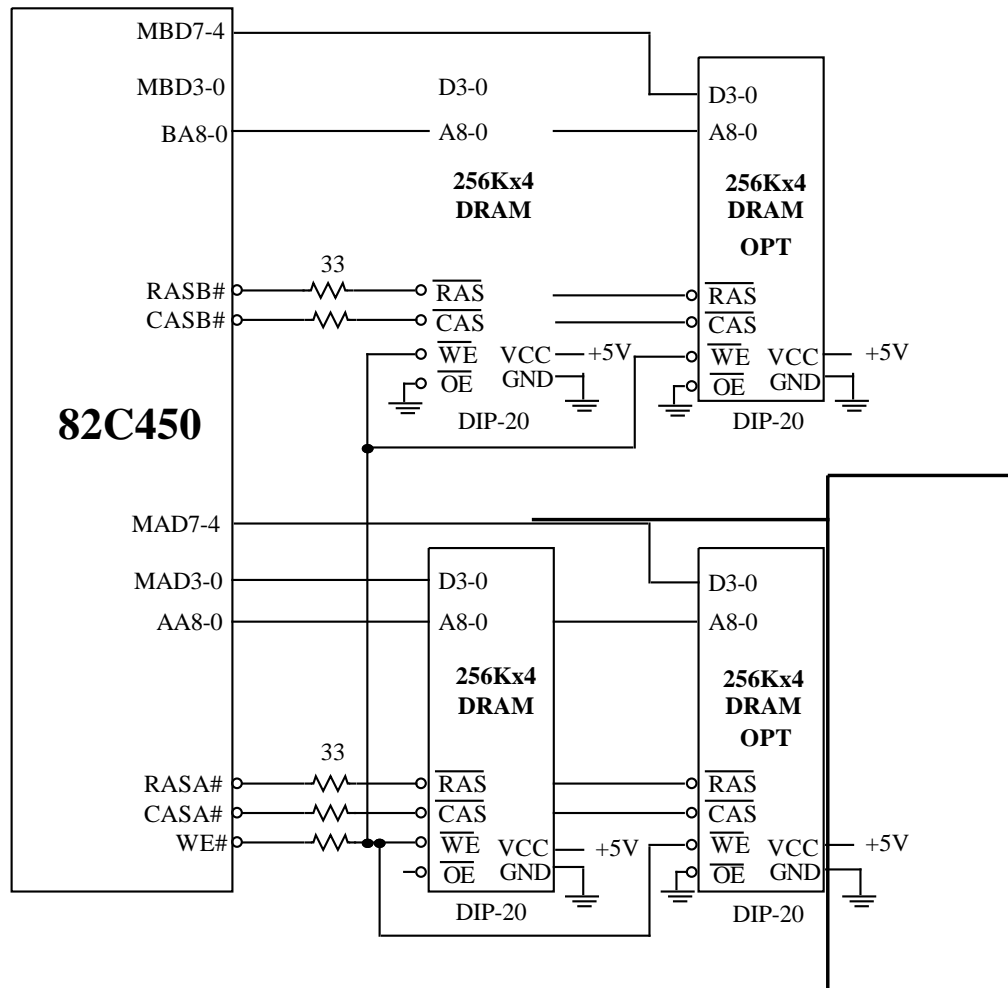 MBD7-4
MBD3-0
D3-0
D3-0
BA8-0
A8-0
A8-0
256Kx4
DRAM
256Kx4
DRAM
OPT
33
RASB#
RAS
RAS
CASB#
CAS
CAS
WE
VCC
+5V
WE
VCC
+5V
OE
GND
OE
GND
DIP-20
DIP-20
82C450
MAD7-4
MAD3-0
D3-0
D3-0
AA8-0
A8-0
A8-0
256Kx4
DRAM
256Kx4
DRAM
OPT
33
RASA#
RAS
RAS
CASA#
CAS
CAS
WE#
WE
VCC
+5V
WE
VCC
+5V
OE
GND
OE
GND
DIP-20
DIP-20